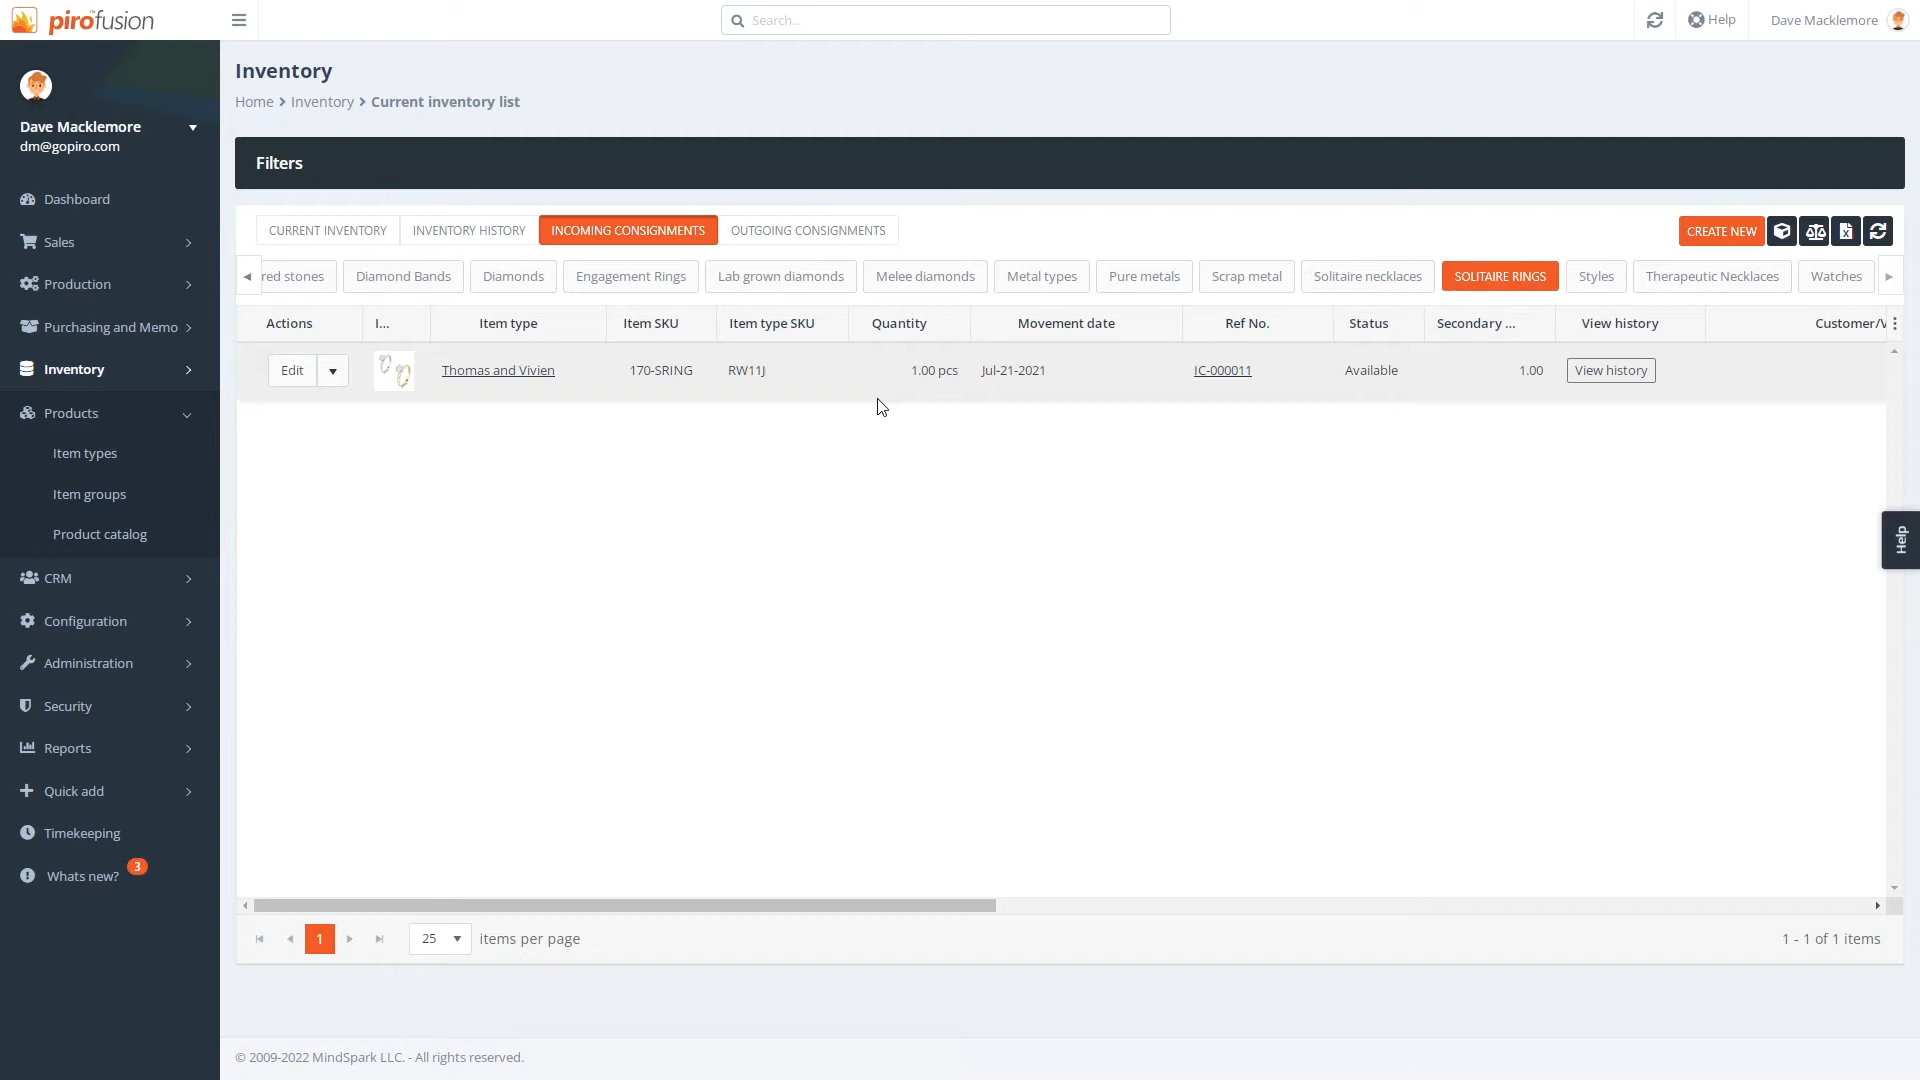 pirofusion™
Search...
Help
Dave Macklemore
Dave Macklemore
dm@gopiro.com
Dashboard
Sales
Production
Purchasing and Memo
Inventory
Products
Item types
Item groups
Product catalog
CRM
Configuration
Administration
Security
Reports
Quick add
Timekeeping
Whats new? 3
Inventory
Home > Inventory > Current inventory list
Filters
CURRENT INVENTORY INVENTORY HISTORY INCOMING CONSIGNMENTS OUTGOING CONSIGNMENTS CREATE NEW
red stones Diamond Bands Diamonds Engagement Rings Lab grown diamonds Melee diamonds Metal types Pure metals Scrap metal Solitaire necklaces SOLITAIRE RINGS Styles Therapeutic Necklaces Watches
Actions I... Item type Item SKU Item type SKU Quantity Movement date Ref No. Status Secondary ... View history Customer/V
Edit Thomas and Vivien 170-SRING RW11J 1.00 pcs Jul-21-2021 IC-000011 Available 1.00 View history
Help
1 25 items per page 1 - 1 of 1 items
© 2009-2022 MindSpark LLC. - All rights reserved.